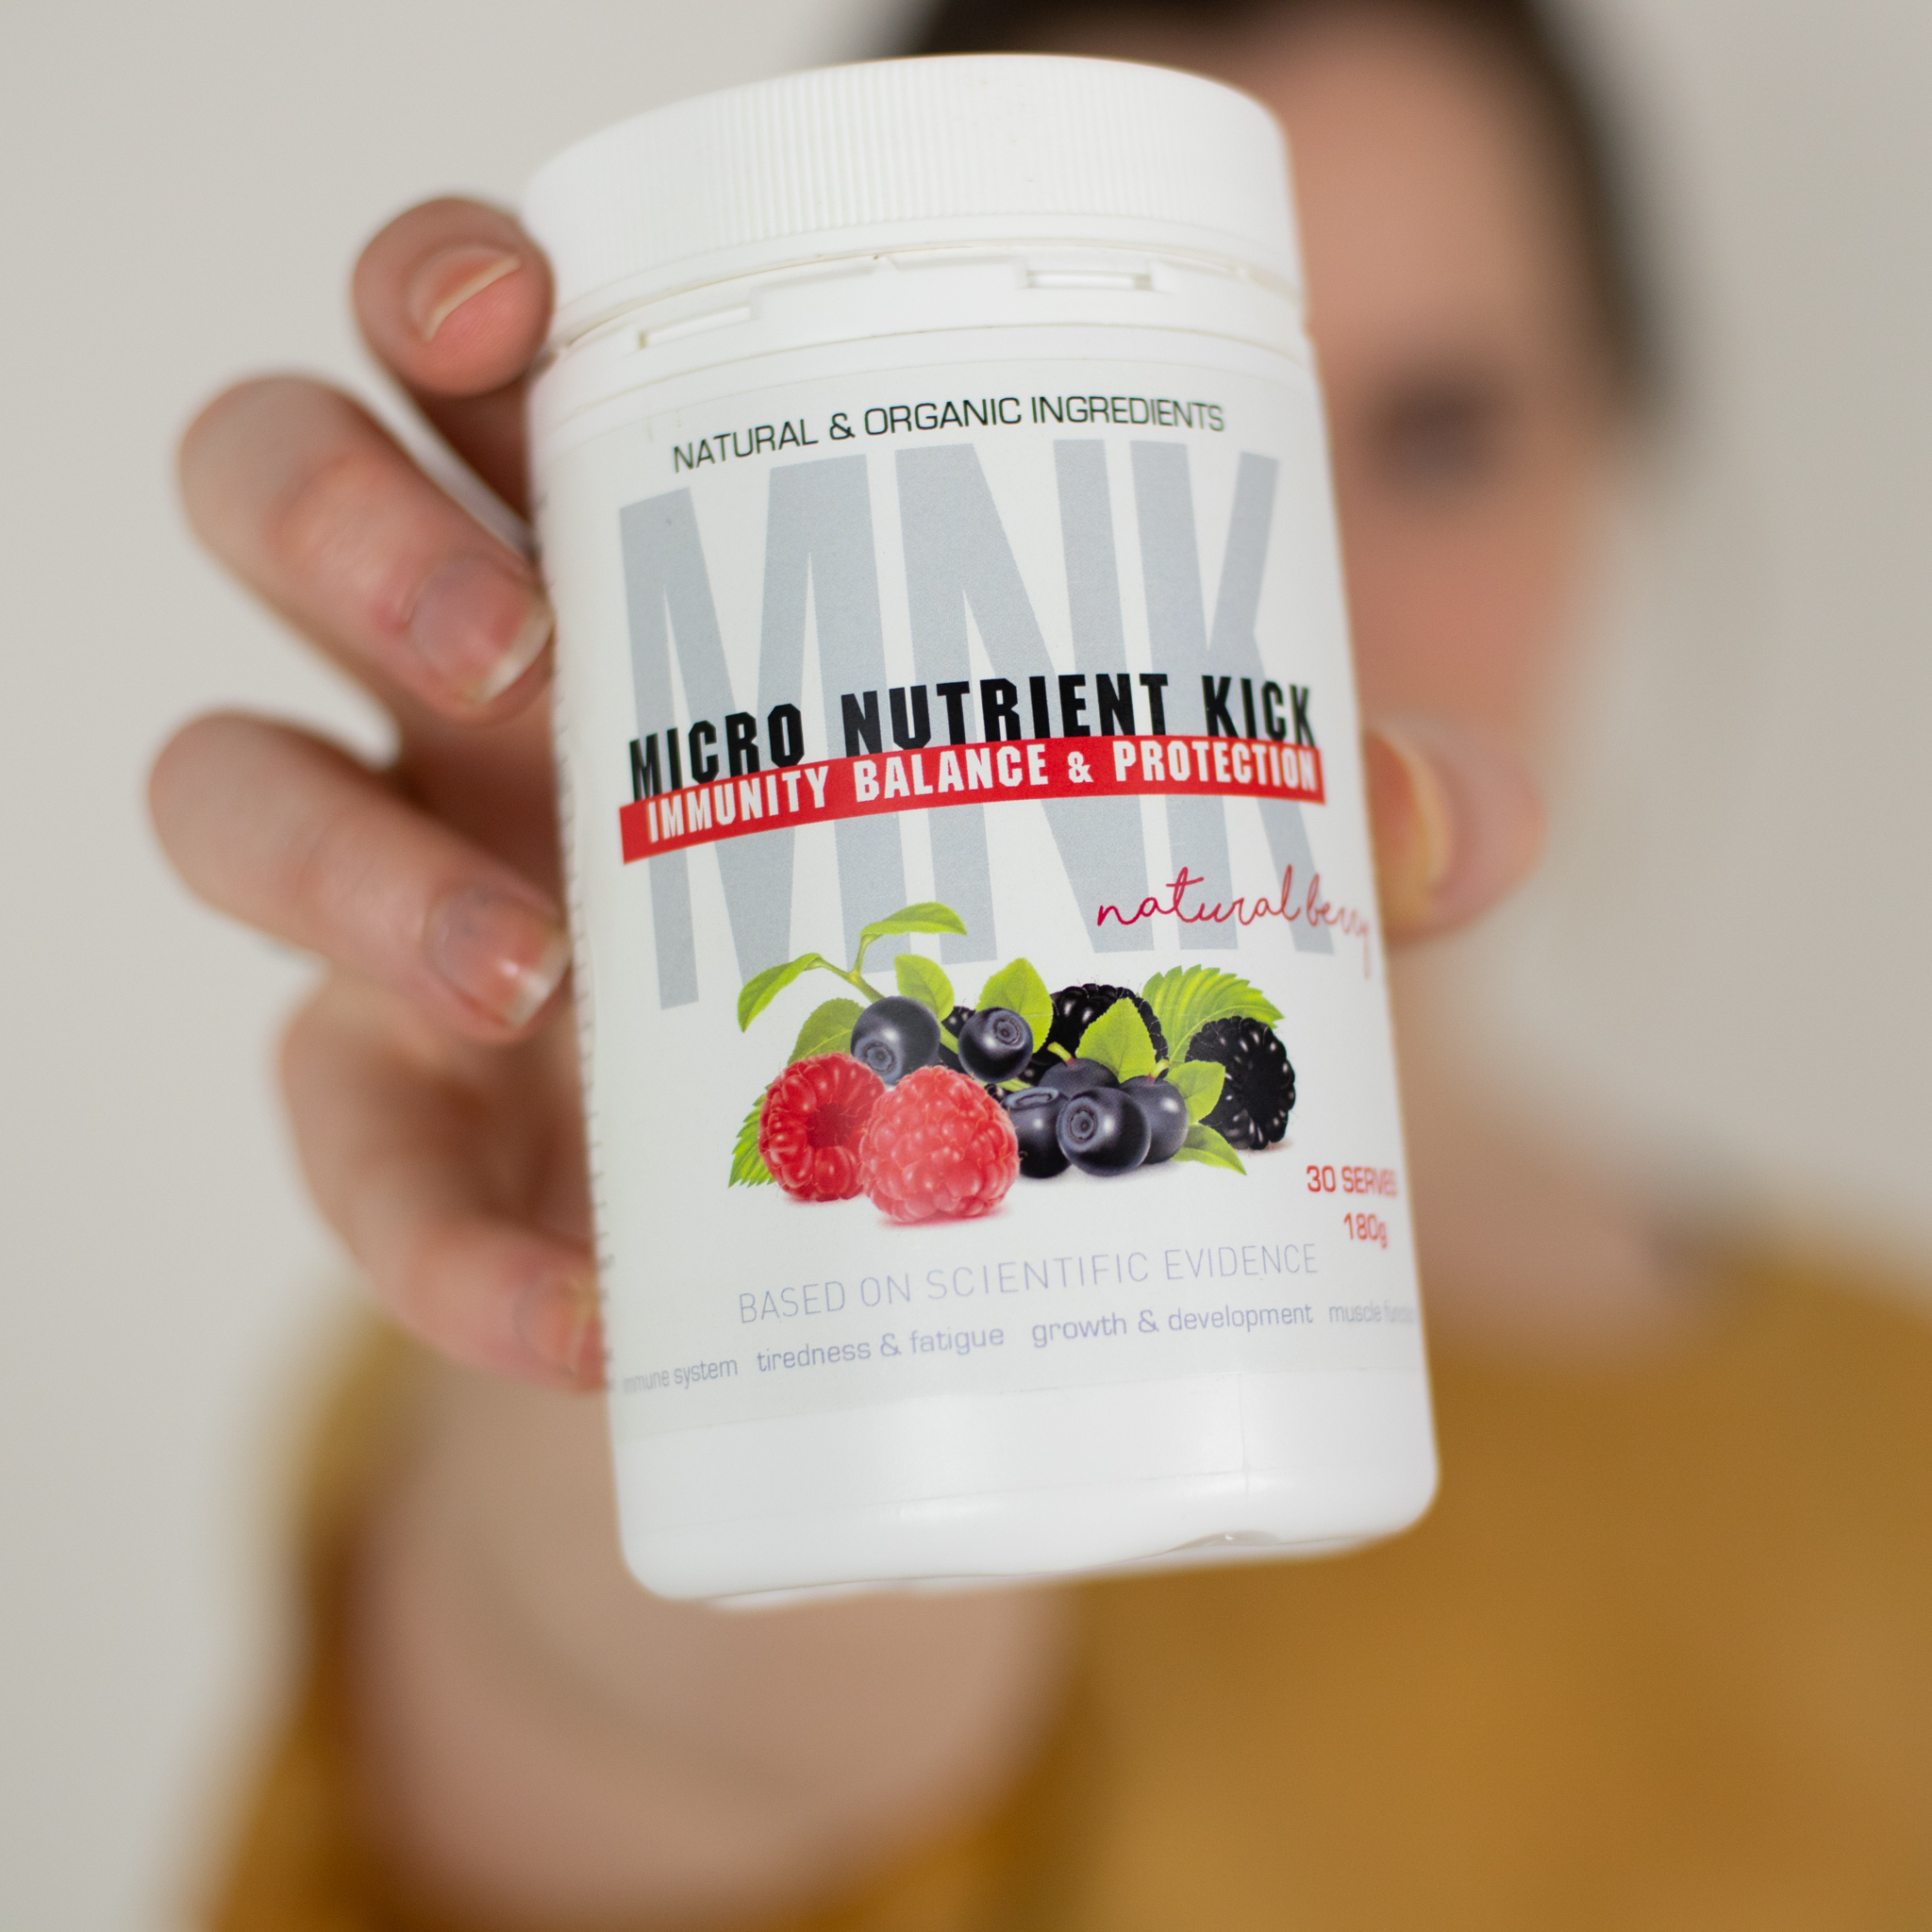 NATURAL & ORGANIC INGREDIENTS
MNK
MICRO NUTRIENT KICK
IMMUNITY BALANCE & PROTECTION
natural berry
30 SERVES
180g
BASED ON SCIENTIFIC EVIDENCE
system tiredness & fatigue growth & development muscle